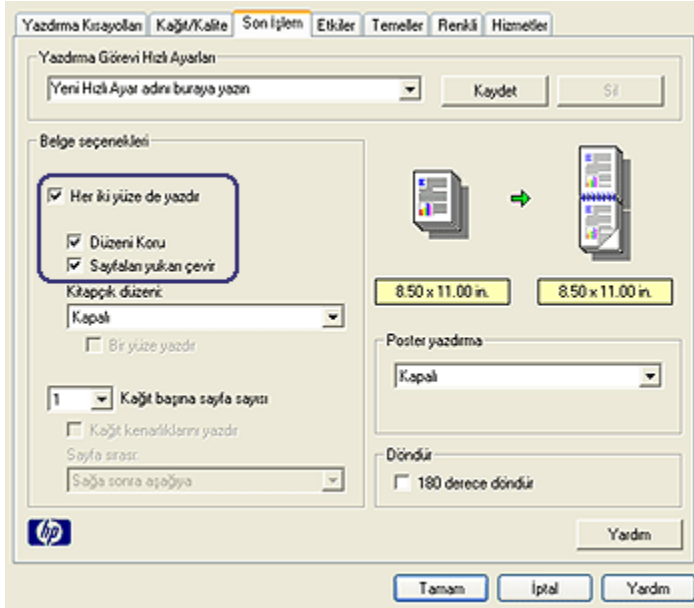 Yazdırma Kısayolları Kağıt/Kalite Son İşlem Etkiler Temeller Renkli Hizmetler
Yazdırma Görevi Hızlı Ayarları
Yeni Hızlı Ayar adını buraya yazın Kaydet Sil
Belge seçenekleri
Her iki yüze de yazdır
Düzeni Koru
Sayfaları yukarı çevir
Kitapçık düzeni:
Kapalı
Bir yüze yazdır
1 Kağıt başına sayfa sayısı
Kağıt kenarlıklarını yazdır
Sayfa sırası:
Sağa sonra aşağıya
8.50 x 11.00 in. 8.50 x 11.00 in.
Poster yazdırma
Kapalı
Döndür
180 derece döndür
hp Yardım
Tamam İptal Yardım